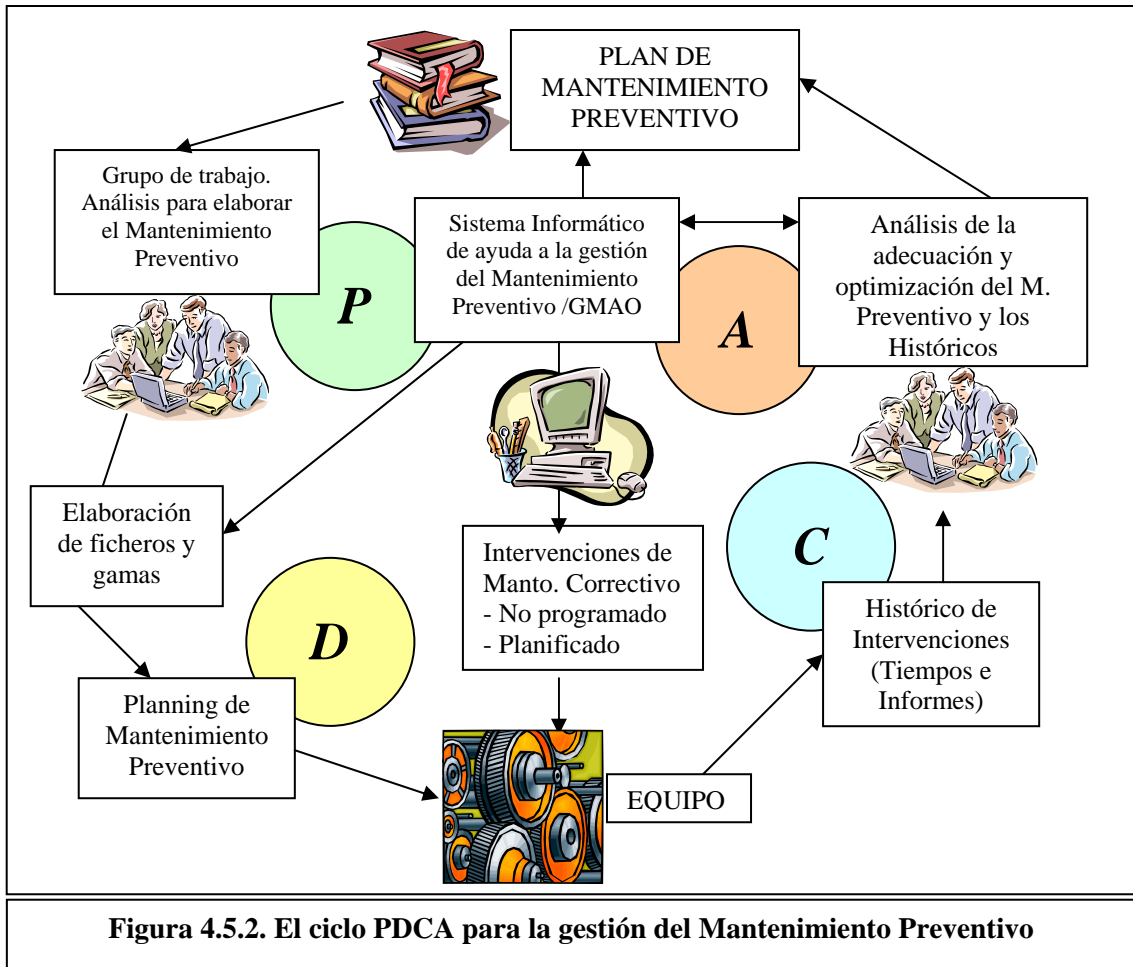 PLAN DE
MANTENIMIENTO
PREVENTIVO
Grupo de trabajo.
Análisis para elaborar
el Mantenimiento
Preventivo
P
Sistema Informático
de ayuda a la gestión
del Mantenimiento
Preventivo /GMAO
A
Análisis de la
adecuación y
optimización del M.
Preventivo y los
Históricos
Elaboración
de ficheros y
gamas
D
Intervenciones de
Manto. Correctivo
- No programado
- Planificado
C
Histórico de
Intervenciones
(Tiempos e
Informes)
Planning de
Mantenimiento
Preventivo
EQUIPO
Figura 4.5.2. El ciclo PDCA para la gestión del Mantenimiento Preventivo